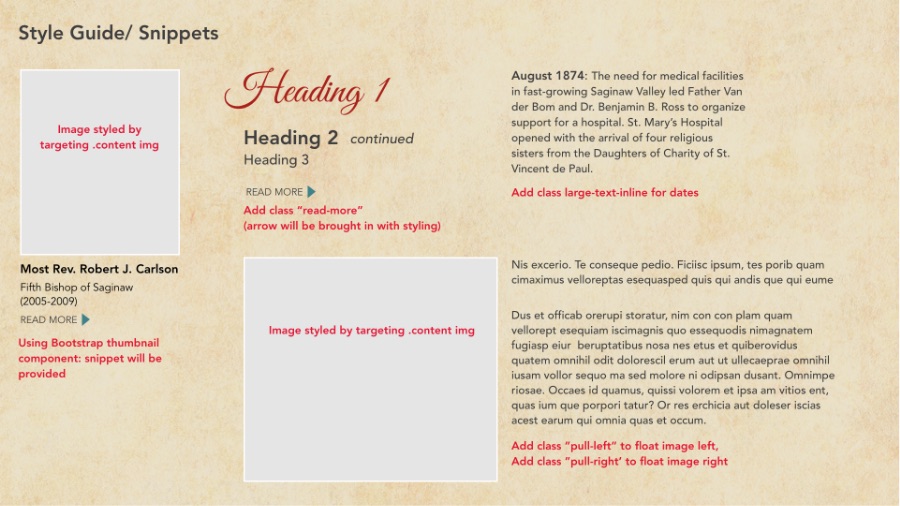 Style Guide/ Snippets
Image styled by
targeting .content img
Most Rev. Robert J. Carlson
Fifth Bishop of Saginaw
(2005-2009)
READ MORE
Using Bootstrap thumbnail
component: snippet will be
provided
Heading 1
Heading 2 continued
Heading 3
READ MORE
Add class “read-more”
(arrow will be brought in with styling)
August 1874: The need for medical facilities
in fast-growing Saginaw Valley led Father Van
der Bom and Dr. Benjamin B. Ross to organize
support for a hospital. St. Mary’s Hospital
opened with the arrival of four religious
sisters from the Daughters of Charity of St.
Vincent de Paul.
Add class large-text-inline for dates
Image styled by targeting .content img
Nis excerio. Te conseque pedio. Ficiisc ipsum, tes porib quam
cimaximus velloreptas esequasped quis qui andis que qui eume
Dus et officab orerupi storatur, nim con con plam quam
vellorept esequiam iscimagnis quo essequodis nimagnatem
fugiasp eiur beruptatibus nosa nes etus et quiberovidus
quatem omnihil odit dolorescil erum aut ut ullecaeprae omnihil
iusam vollor sequo ma sed molore ni odipsan dusant. Omnimpe
riosae. Occaes id quamus, quissi volorem et ipsa am vitios ent,
quas ium que porpori tatur? Or res erchicia aut doleser iscias
acest earum qui omnia quas et occum.
Add class “pull-left” to float image left,
Add class “pull-right’ to float image right